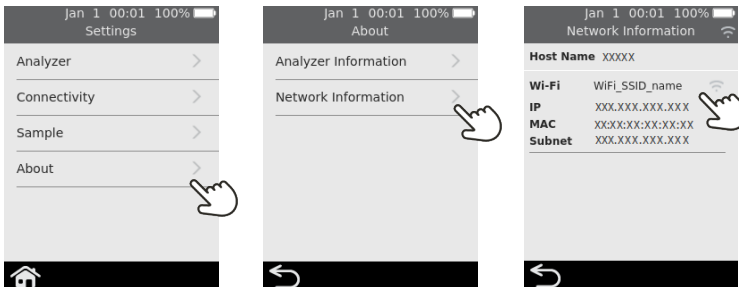 Jan 1 00:01 100%
Settings
Analyzer
Connectivity
Sample
About
Jan 1 00:01 100%
About
Analyzer Information
Network Information
Jan 1 00:01 100%
Network Information
Host Name XXXXX
Wi-Fi WiFi_SSID_name
IP XXX.XXX.XXX.XXX
MAC XX:XX:XX:XX:XX:XX
Subnet XXX.XXX.XXX.XXX